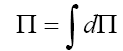 Π = ∫ dΠ